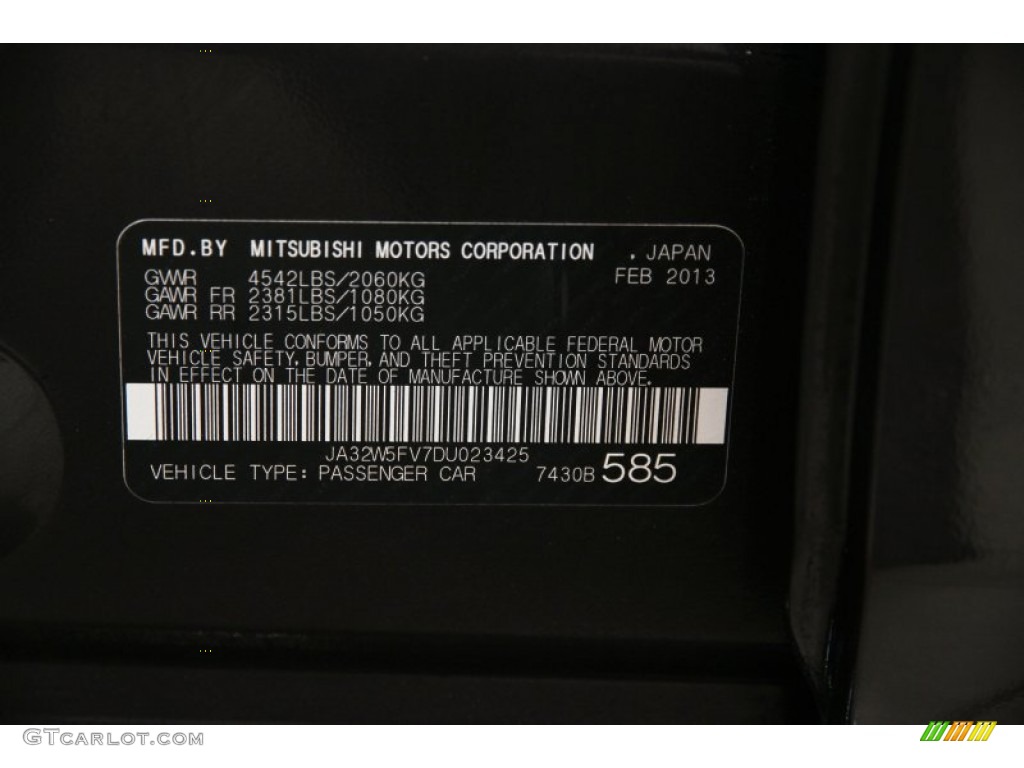 MFD.BY MITSUBISHI MOTORS CORPORATION . JAPAN
GVWR 4542LBS/2060KG FEB 2013
GAWR FR 2381LBS/1080KG
GAWR RR 2315LBS/1050KG
THIS VEHICLE CONFORMS TO ALL APPLICABLE FEDERAL MOTOR
VEHICLE SAFETY, BUMPER, AND THEFT PREVENTION STANDARDS
IN EFFECT ON THE DATE OF MANUFACTURE SHOWN ABOVE.
JA32W5FV7DU023425
VEHICLE TYPE: PASSENGER CAR 7430B 585
GTcarlot.com